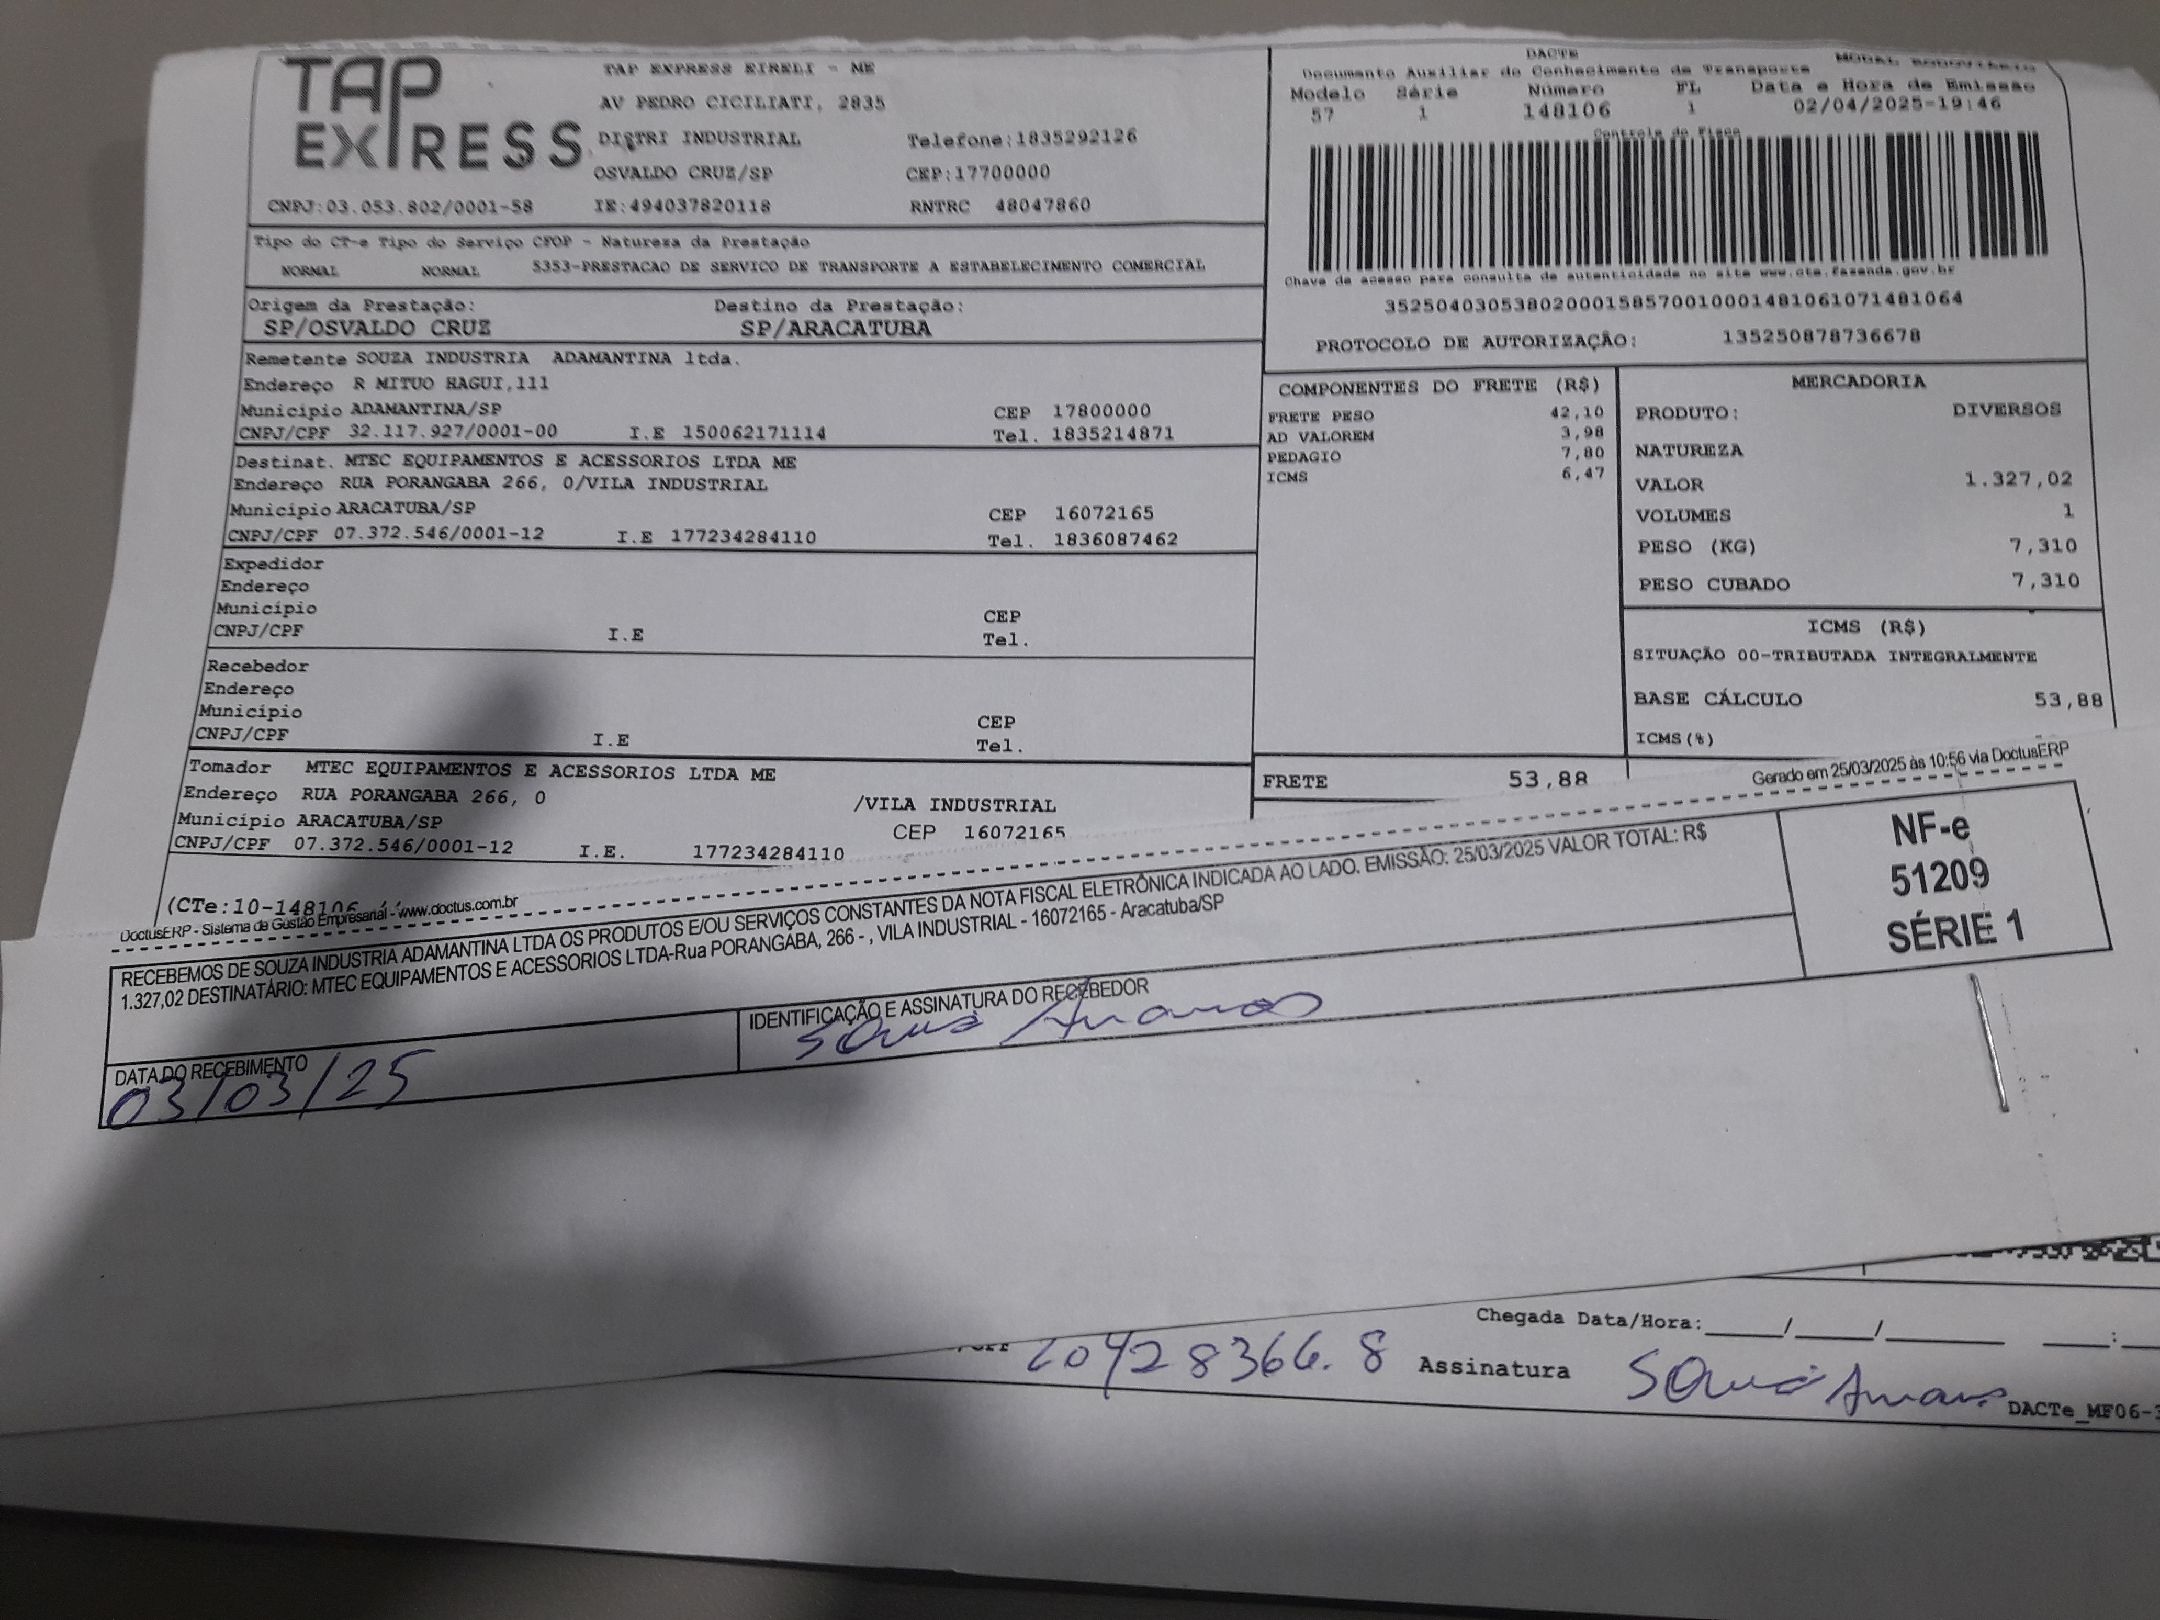 TAP EXPRESS
TAP EXPRESS EIRELI - ME
AV PEDRO CICILIATI, 2835
DISTRI INDUSTRIAL Telefone:1835292126
OSVALDO CRUZ/SP CEP:17700000
CNPJ:03.053.802/0001-58 IE:494037820118 RNTRC 48047860
DACTE
Documento Auxiliar do Conhecimento de Transporte MODAL RODOVIARIO
Modelo Série Número FL Data e Hora de Emissão
57 1 148106 1 02/04/2025-19:46
Controle do Fisco
Chave de acesso para consulta de autenticidade no site www.cte.fazenda.gov.br
35250403053802000158570010001481061071481064
PROTOCOLO DE AUTORIZAÇÃO: 135250878736678
Tipo do CT-e Tipo do Serviço CFOP - Natureza da Prestação
NORMAL NORMAL 5353-PRESTACAO DE SERVICO DE TRANSPORTE A ESTABELECIMENTO COMERCIAL
Origem da Prestação: Destino da Prestação:
SP/OSVALDO CRUZ SP/ARACATUBA
Remetente SOUZA INDUSTRIA ADAMANTINA ltda.
Endereço R MITUO HAGUI,111
Município ADAMANTINA/SP CEP 17800000
CNPJ/CPF 32.117.927/0001-00 I.E 150062171114 Tel. 1835214871
Destinat. MTEC EQUIPAMENTOS E ACESSORIOS LTDA ME
Endereço RUA PORANGABA 266, 0/VILA INDUSTRIAL
Município ARACATUBA/SP CEP 16072165
CNPJ/CPF 07.372.546/0001-12 I.E 177234284110 Tel. 1836087462
Expedidor
Endereço
Município CEP
CNPJ/CPF I.E Tel.
Recebedor
Endereço
Município CEP
CNPJ/CPF I.E Tel.
Tomador MTEC EQUIPAMENTOS E ACESSORIOS LTDA ME
Endereço RUA PORANGABA 266, 0 /VILA INDUSTRIAL
Município ARACATUBA/SP CEP 16072165
CNPJ/CPF 07.372.546/0001-12 I.E. 177234284110
COMPONENTES DO FRETE (R$)
FRETE PESO 42,10
AD VALOREM 3,98
PEDAGIO 7,80
ICMS 6,47
FRETE 53,88
MERCADORIA
PRODUTO: DIVERSOS
NATUREZA
VALOR 1.327,02
VOLUMES 1
PESO (KG) 7,310
PESO CUBADO 7,310
ICMS (R$)
SITUAÇÃO 00-TRIBUTADA INTEGRALMENTE
BASE CÁLCULO 53,88
ICMS(%)
(CTe:10-148106
DoctusERP - Sistema de Gestão Empresarial - www.doctus.com.br
Gerado em 25/03/2025 às 10:56 via DoctusERP
RECEBEMOS DE SOUZA INDUSTRIA ADAMANTINA LTDA OS PRODUTOS E/OU SERVIÇOS CONSTANTES DA NOTA FISCAL ELETRÔNICA INDICADA AO LADO. EMISSÃO: 25/03/2025 VALOR TOTAL: R$
1.327,02 DESTINATÁRIO: MTEC EQUIPAMENTOS E ACESSORIOS LTDA-Rua PORANGABA, 266 - , VILA INDUSTRIAL - 16072165 - Aracatuba/SP
NF-e
51209
SÉRIE 1
DATA DO RECEBIMENTO
03/03/25
IDENTIFICAÇÃO E ASSINATURA DO RECEBEDOR
Chegada Data/Hora:____/____/______ ___:
20428366.8 Assinatura
DACTe_MF06-